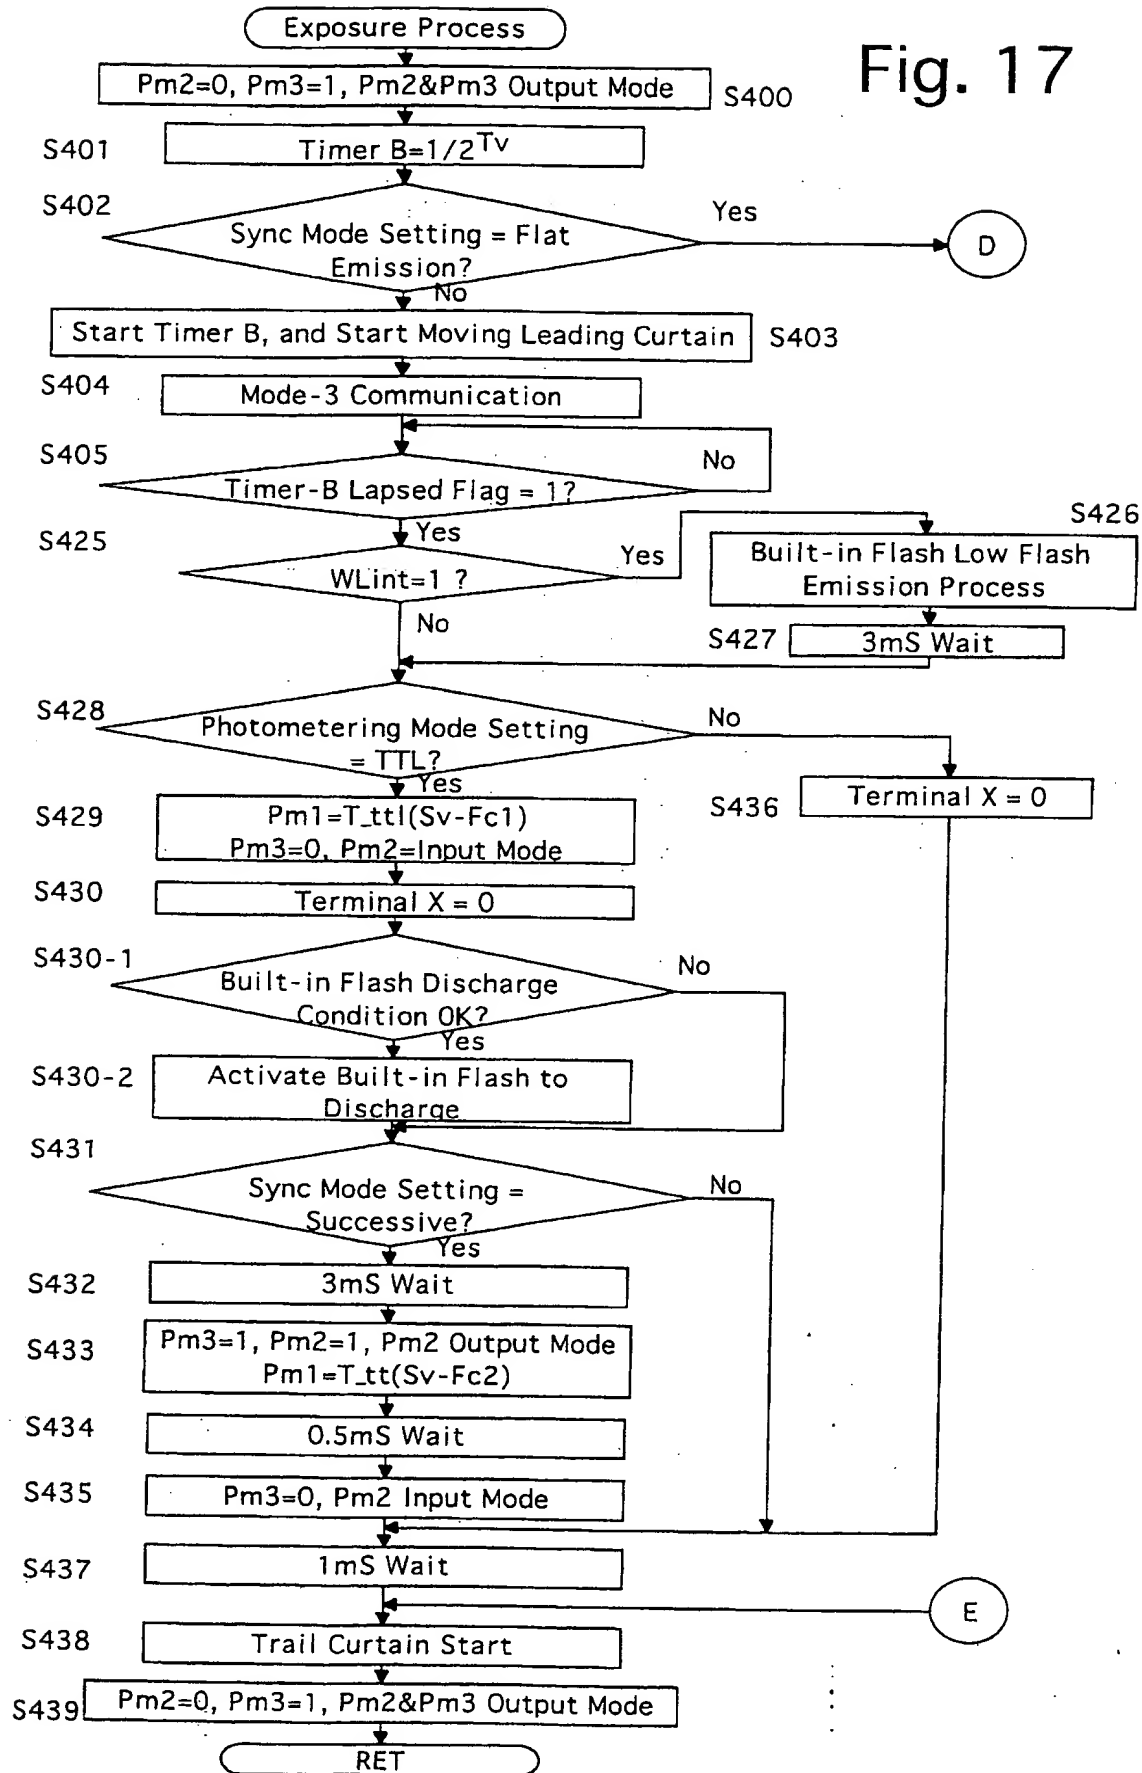 Exposure Process
Fig. 17
Pm2=0, Pm3=1, Pm2&Pm3 Output Mode
S400
S401
Timer B=1/2^Tv
S402
Sync Mode Setting = Flat
Emission?
Yes
D
No
Start Timer B, and Start Moving Leading Curtain
S403
S404
Mode-3 Communication
S405
Timer-B Lapsed Flag = 1?
No
Yes
S425
WLint=1 ?
Yes
S426
Built-in Flash Low Flash
Emission Process
No
S427
3mS Wait
S428
Photometering Mode Setting
= TTL?
No
Yes
S429
Pm1=T_ttl(Sv-Fc1)
Pm3=0, Pm2=Input Mode
S436
Terminal X = 0
S430
Terminal X = 0
S430-1
Built-in Flash Discharge
Condition OK?
No
Yes
S430-2
Activate Built-in Flash to
Discharge
S431
Sync Mode Setting =
Successive?
No
Yes
S432
3mS Wait
S433
Pm3=1, Pm2=1, Pm2 Output Mode
Pm1=T_tt(Sv-Fc2)
S434
0.5mS Wait
S435
Pm3=0, Pm2 Input Mode
S437
1mS Wait
E
S438
Trail Curtain Start
S439
Pm2=0, Pm3=1, Pm2&Pm3 Output Mode
RET